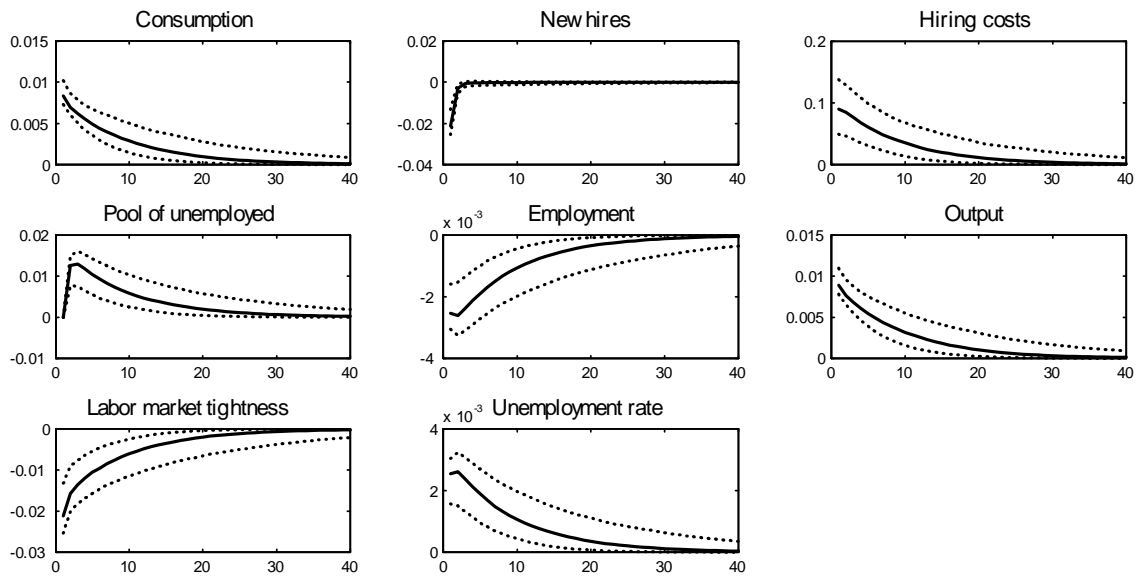 Consumption
New hires
Hiring costs
0.015
0.01
0.005
0
0 10 20 30 40
0.02
0
-0.02
-0.04
0 10 20 30 40
0.2
0.1
0
0 10 20 30 40
Pool of unemployed
Employment
Output
0.02
0.01
0
-0.01
0 10 20 30 40
x 10^-3
0
-2
-4
0 10 20 30 40
0.015
0.01
0.005
0
0 10 20 30 40
Labor market tightness
Unemployment rate
0
-0.01
-0.02
-0.03
0 10 20 30 40
x 10^-3
4
2
0
0 10 20 30 40